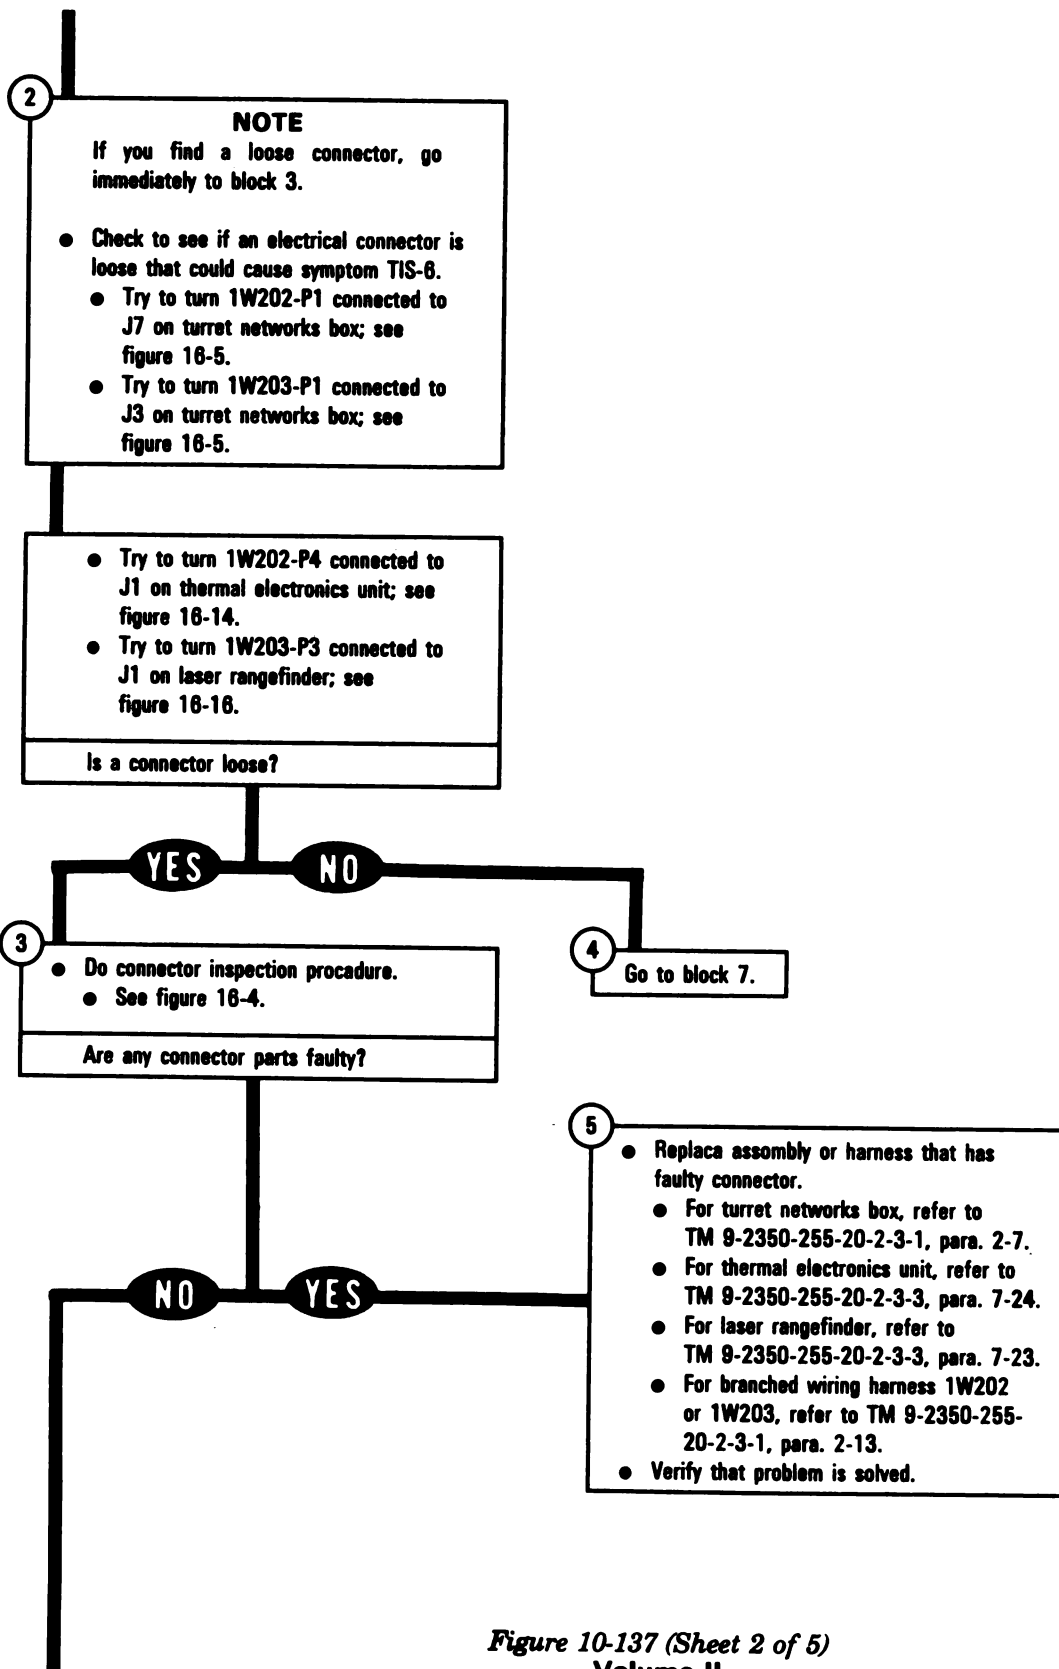 2
NOTE
If you find a loose connector, go
immediately to block 3.
● Check to see if an electrical connector is
loose that could cause symptom TIS-6.
● Try to turn 1W202-P1 connected to
J7 on turret networks box; see
figure 16-5.
● Try to turn 1W203-P1 connected to
J3 on turret networks box; see
figure 16-5.
● Try to turn 1W202-P4 connected to
J1 on thermal electronics unit; see
figure 16-14.
● Try to turn 1W203-P3 connected to
J1 on laser rangefinder; see
figure 16-16.
Is a connector loose?
YES NO
3
● Do connector inspection procadure.
● See figure 16-4.
Are any connector parts faulty?
4
Go to block 7.
NO YES
5
● Replaca assombly or harness that has
faulty connector.
● For turret networks box, refer to
TM 9-2350-255-20-2-3-1, para. 2-7.
● For thermal electronics unit, refer to
TM 9-2350-255-20-2-3-3, para. 7-24.
● For laser rangefinder, refer to
TM 9-2350-255-20-2-3-3, para. 7-23.
● For branched wiring harness 1W202
or 1W203, refer to TM 9-2350-255-
20-2-3-1, para. 2-13.
● Verify that problem is solved.
Figure 10-137 (Sheet 2 of 5)
Volume II